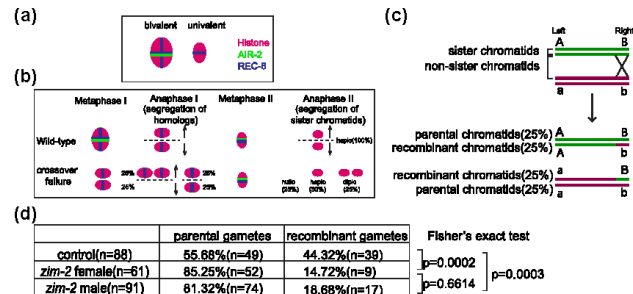 (a)
bivalent univalent
Histone
AIR-2
REC-8
(b)
Metaphase I Anaphase I (segregation of homologs) Metaphase II Anaphase II (segregation of sister chromatids)
Wild-type
haplo(100%)
crossover failure
25% 25%
25% 25%
nullo (25%) haplo (50%) diplo (25%)
(c)
Left Right
A B
sister chromatids
non-sister chromatids
a b
A B
parental chromatids(25%)
recombinant chromatids(25%)
A b
a B
recombinant chromatids(25%)
parental chromatids(25%)
a b
(d)
parental gametes recombinant gametes Fisher's exact test
control(n=88) 55.68%(n=49) 44.32%(n=39)
zim-2 female(n=61) 85.25%(n=52) 14.72%(n=9)
zim-2 male(n=91) 81.32%(n=74) 18.68%(n=17)
p=0.0002
p=0.6614
p=0.0003